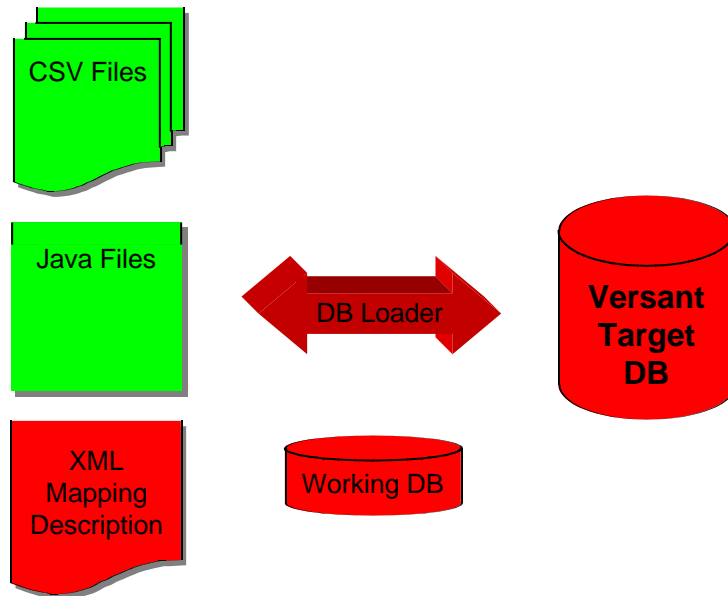 CSV Files
Java Files
DB Loader
Versant
Target
DB
XML
Mapping
Description
Working DB